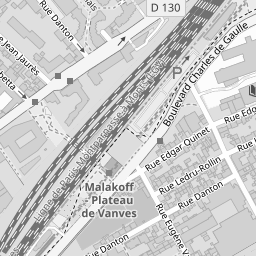 D 130
Rue Danton
Rue Jean Jaurès
betta
P
Boulevard Charles de Gaulle
Ligne de Paris-Montparnasse à Monts
Rue Edgar Quinet
Rue Ledru-Rollin
Rue Danton
Malakoff
- Plateau
de Vanves
Rue Danton
Rue Eugène V